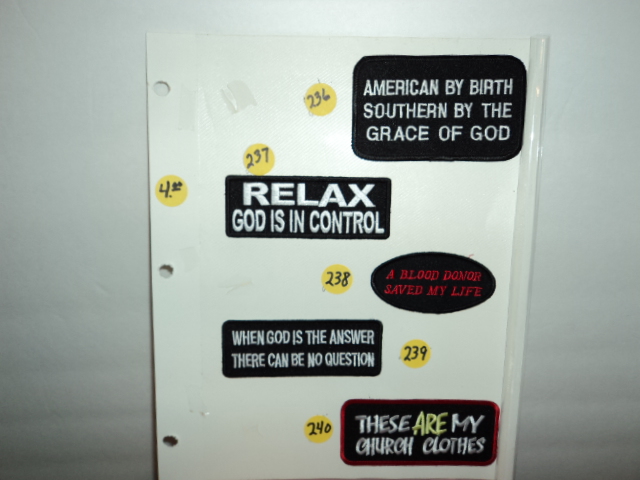 236
AMERICAN BY BIRTH
SOUTHERN BY THE
GRACE OF GOD
237
4.00
RELAX
GOD IS IN CONTROL
238
A BLOOD DONOR
SAVED MY LIFE
WHEN GOD IS THE ANSWER
THERE CAN BE NO QUESTION
239
240
THESE ARE MY
CHURCH CLOTHES